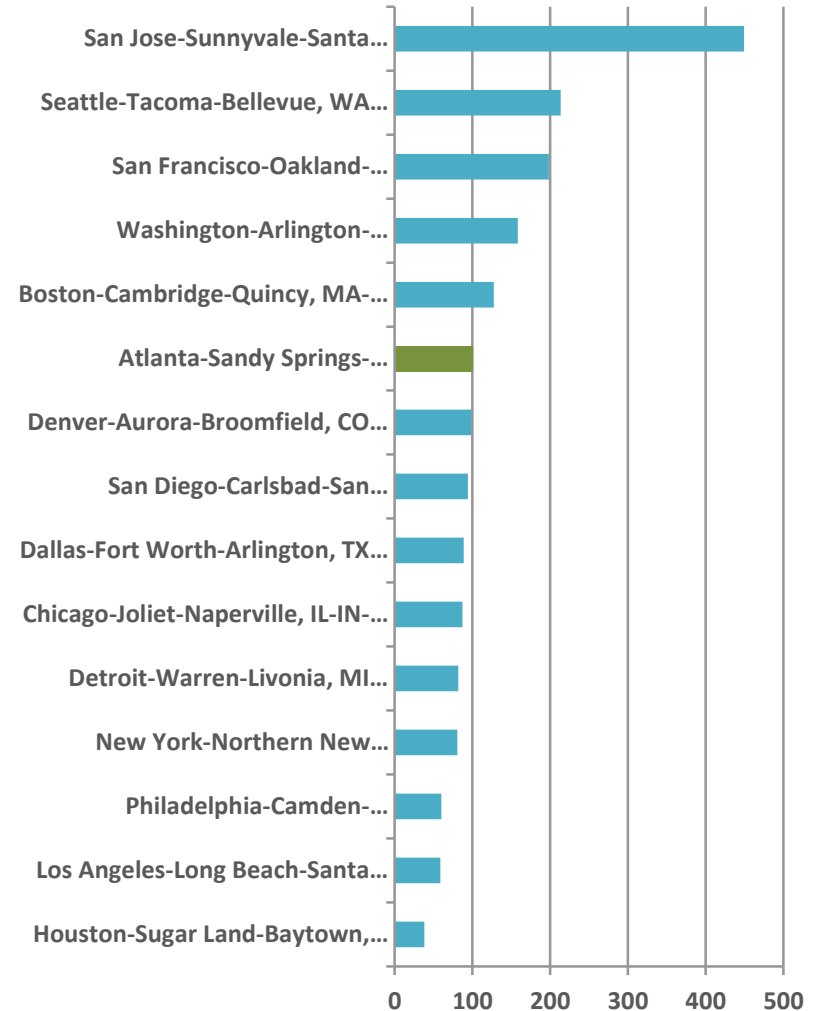 San Jose-Sunnyvale-Santa…
Seattle-Tacoma-Bellevue, WA…
San Francisco-Oakland-…
Washington-Arlington-…
Boston-Cambridge-Quincy, MA-…
Atlanta-Sandy Springs-…
Denver-Aurora-Broomfield, CO…
San Diego-Carlsbad-San…
Dallas-Fort Worth-Arlington, TX…
Chicago-Joliet-Naperville, IL-IN-…
Detroit-Warren-Livonia, MI…
New York-Northern New…
Philadelphia-Camden-…
Los Angeles-Long Beach-Santa…
Houston-Sugar Land-Baytown,…
0 100 200 300 400 500